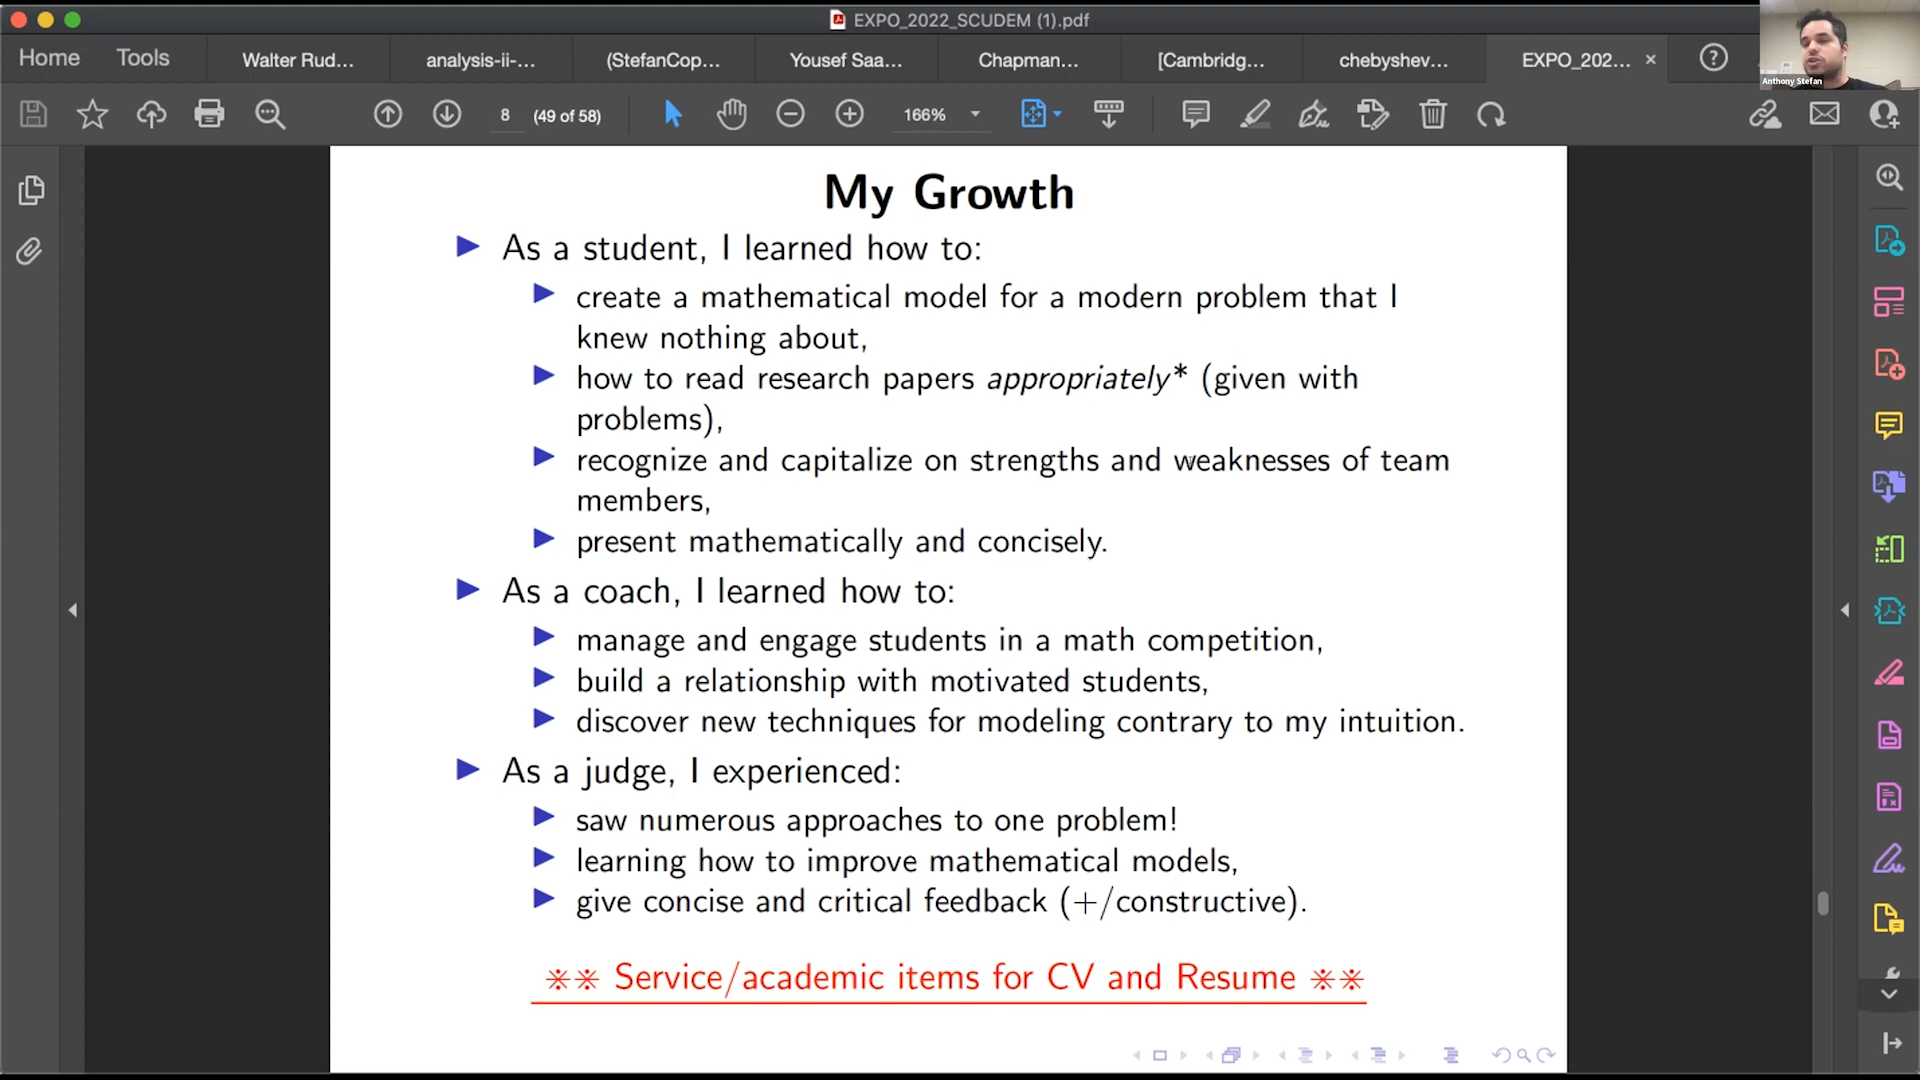 EXPO_2022_SCUDEM (1).pdf
Home Tools Walter Rud... analysis-ii-... (StefanCop... Yousef Saa... Chapman... [Cambridg... chebyshev... EXPO_202... ×
Anthony Stefan
8 (49 of 58) 166%
My Growth
As a student, I learned how to:
create a mathematical model for a modern problem that I
knew nothing about,
how to read research papers appropriately* (given with
problems),
recognize and capitalize on strengths and weaknesses of team
members,
present mathematically and concisely.
As a coach, I learned how to:
manage and engage students in a math competition,
build a relationship with motivated students,
discover new techniques for modeling contrary to my intuition.
As a judge, I experienced:
saw numerous approaches to one problem!
learning how to improve mathematical models,
give concise and critical feedback (+/constructive).
※※ Service/academic items for CV and Resume ※※